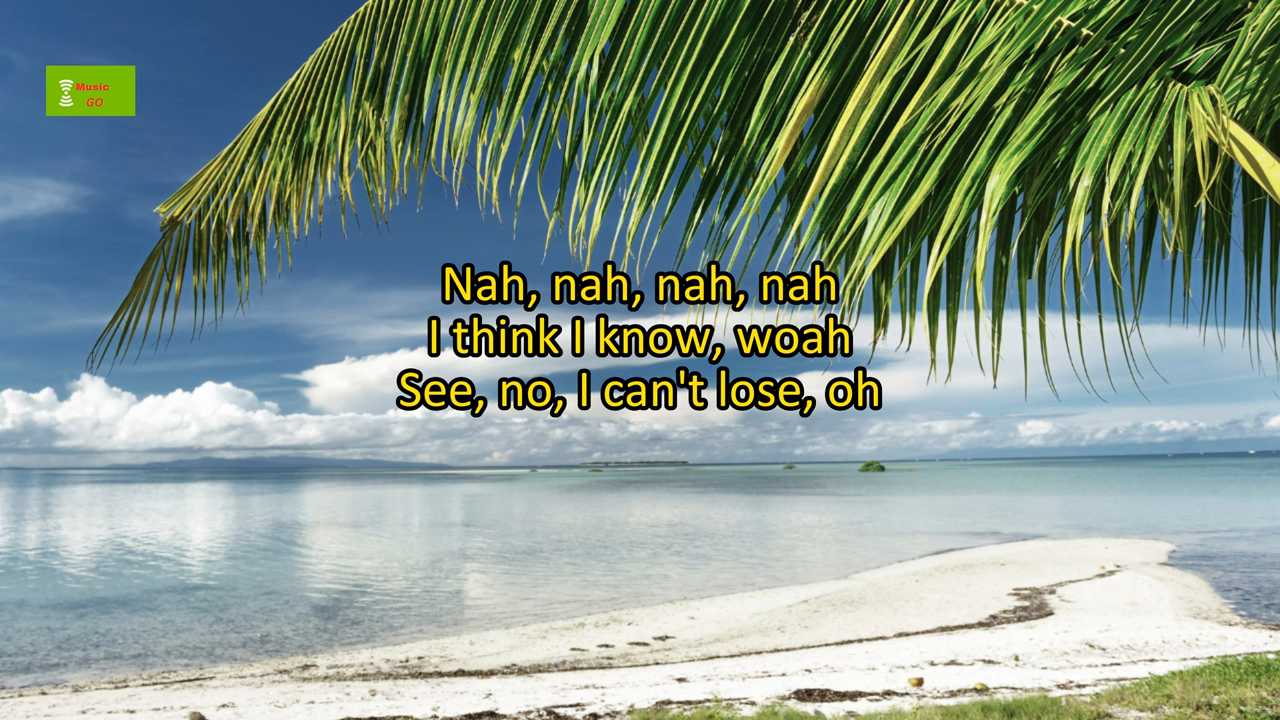 Music
GO
Nah, nah, nah, nah
I think I know, woah
See, no, I can't lose, oh